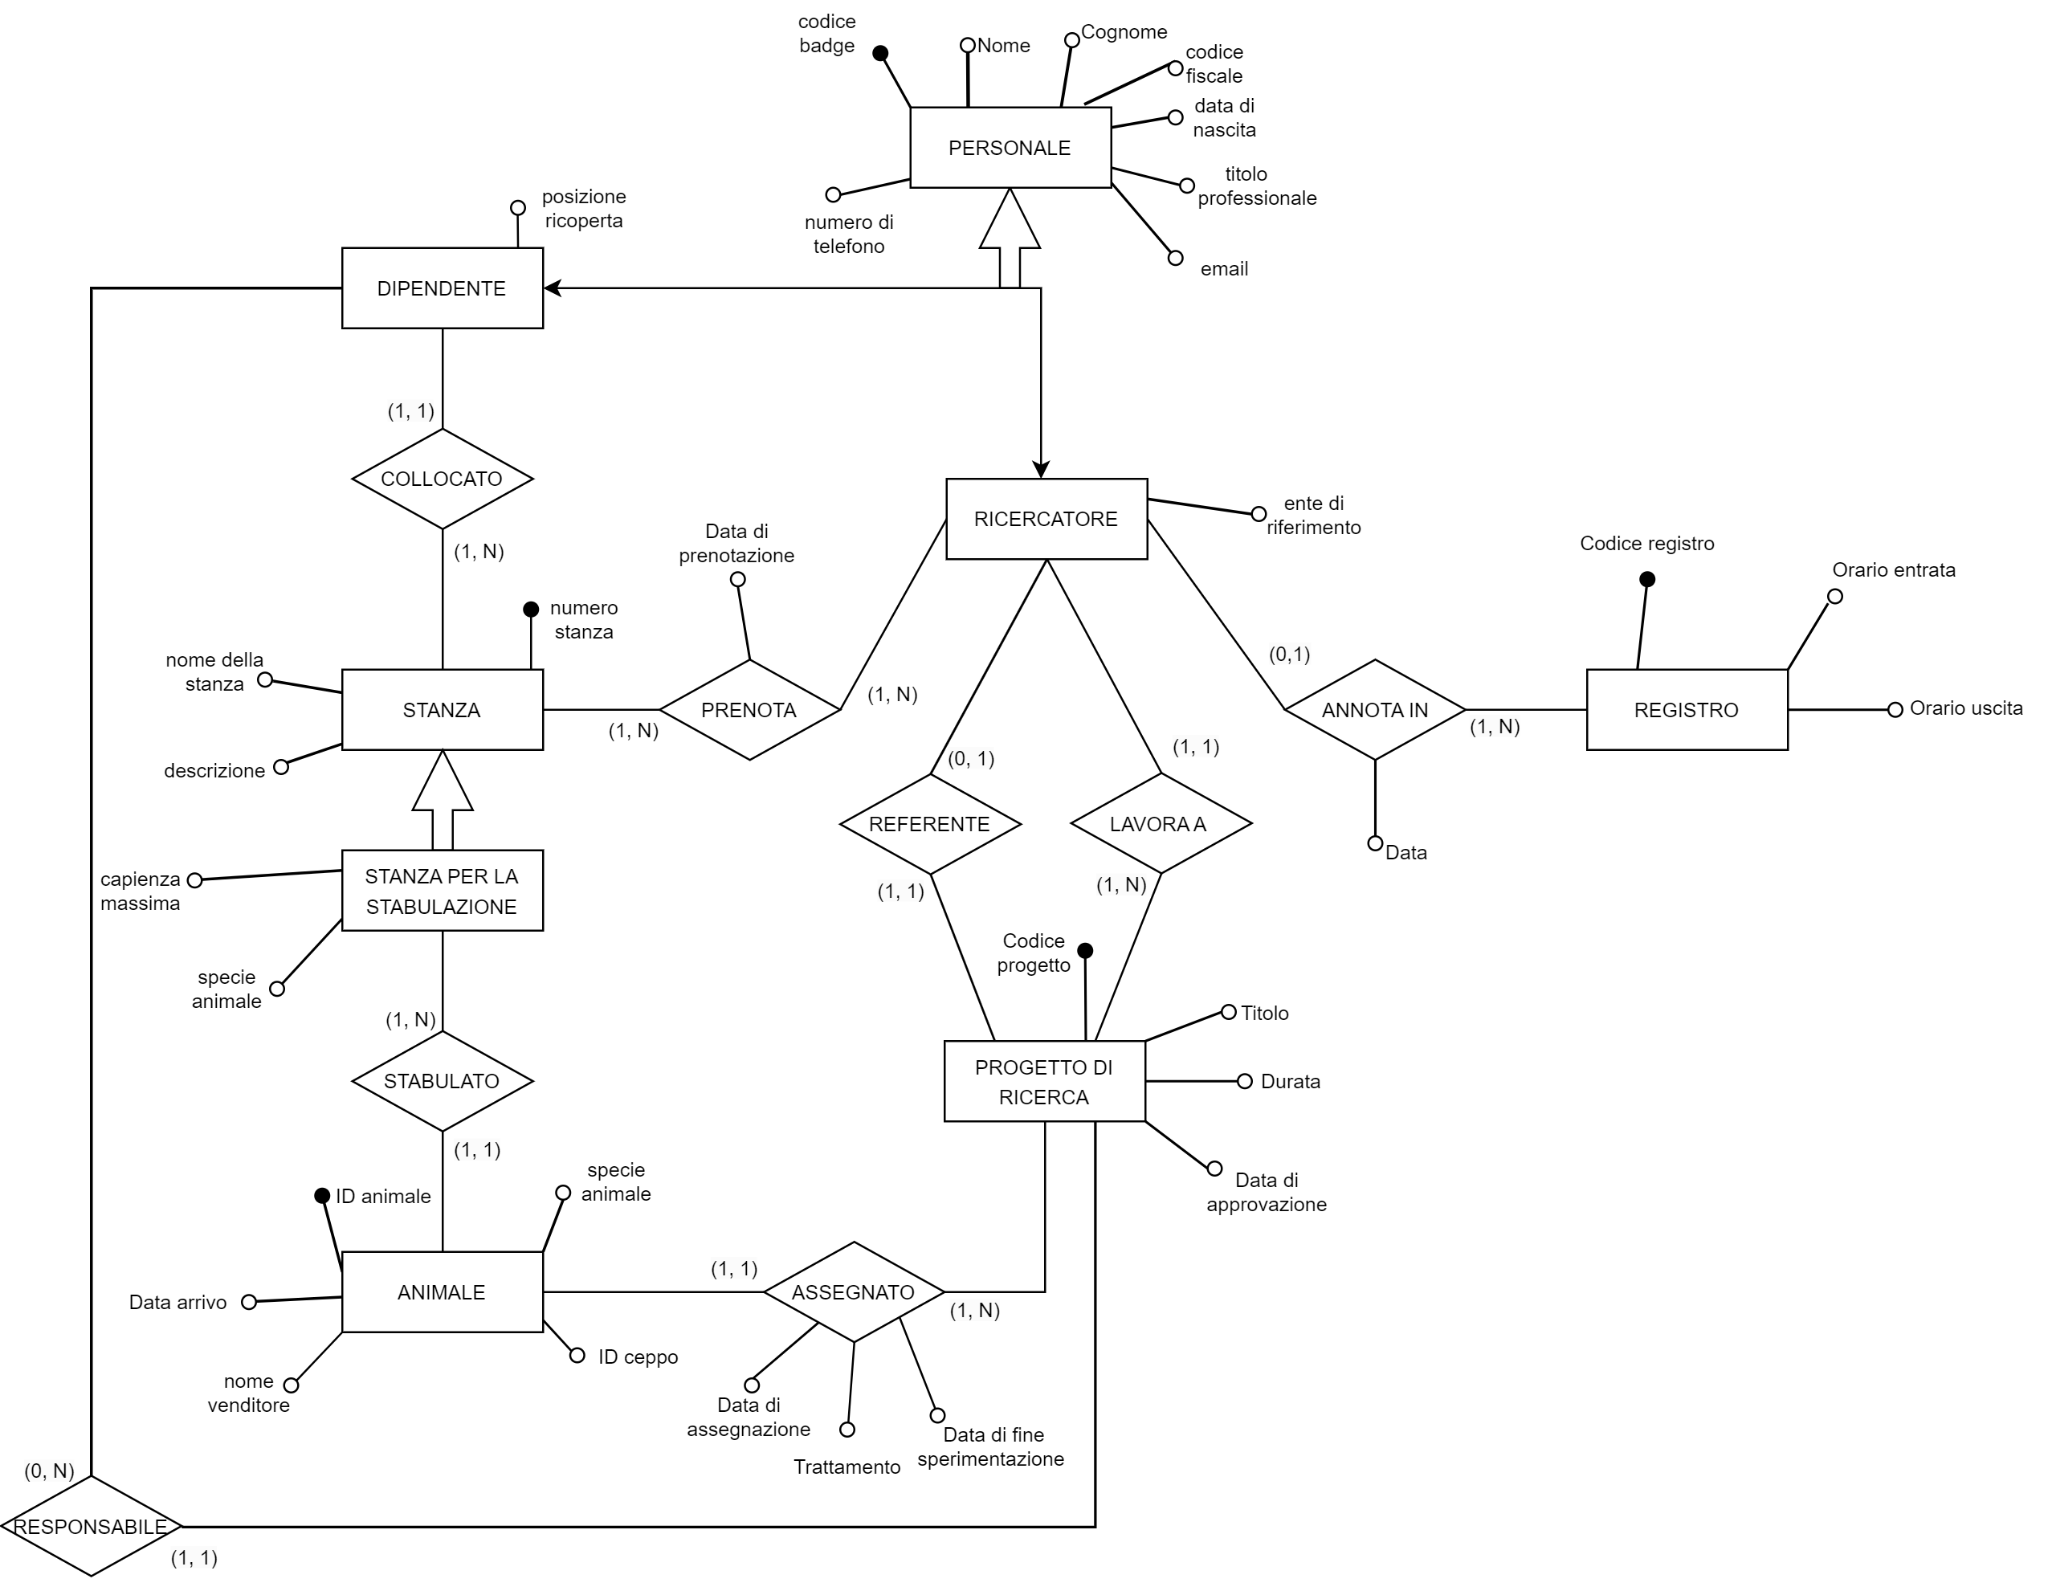 codice
badge
Nome
Cognome
codice
fiscale
data di
nascita
PERSONALE
titolo
professionale
numero di
telefono
email
posizione
ricoperta
DIPENDENTE
(1, 1)
COLLOCATO
(1, N)
RICERCATORE
ente di
riferimento
Data di
prenotazione
Codice registro
Orario entrata
numero
stanza
nome della
stanza
STANZA
descrizione
(1, N)
PRENOTA
(1, N)
(0,1)
ANNOTA IN
(1, N)
REGISTRO
Orario uscita
Data
(0, 1)
REFERENTE
(1, 1)
(1, 1)
LAVORA A
(1, N)
capienza
massima
STANZA PER LA
STABULAZIONE
specie
animale
(1, N)
STABULATO
(1, 1)
Codice
progetto
Titolo
PROGETTO DI
RICERCA
Durata
Data di
approvazione
ID animale
specie
animale
ANIMALE
Data arrivo
nome
venditore
ID ceppo
(1, 1)
ASSEGNATO
(1, N)
Data di
assegnazione
Trattamento
Data di fine
sperimentazione
(0, N)
RESPONSABILE
(1, 1)